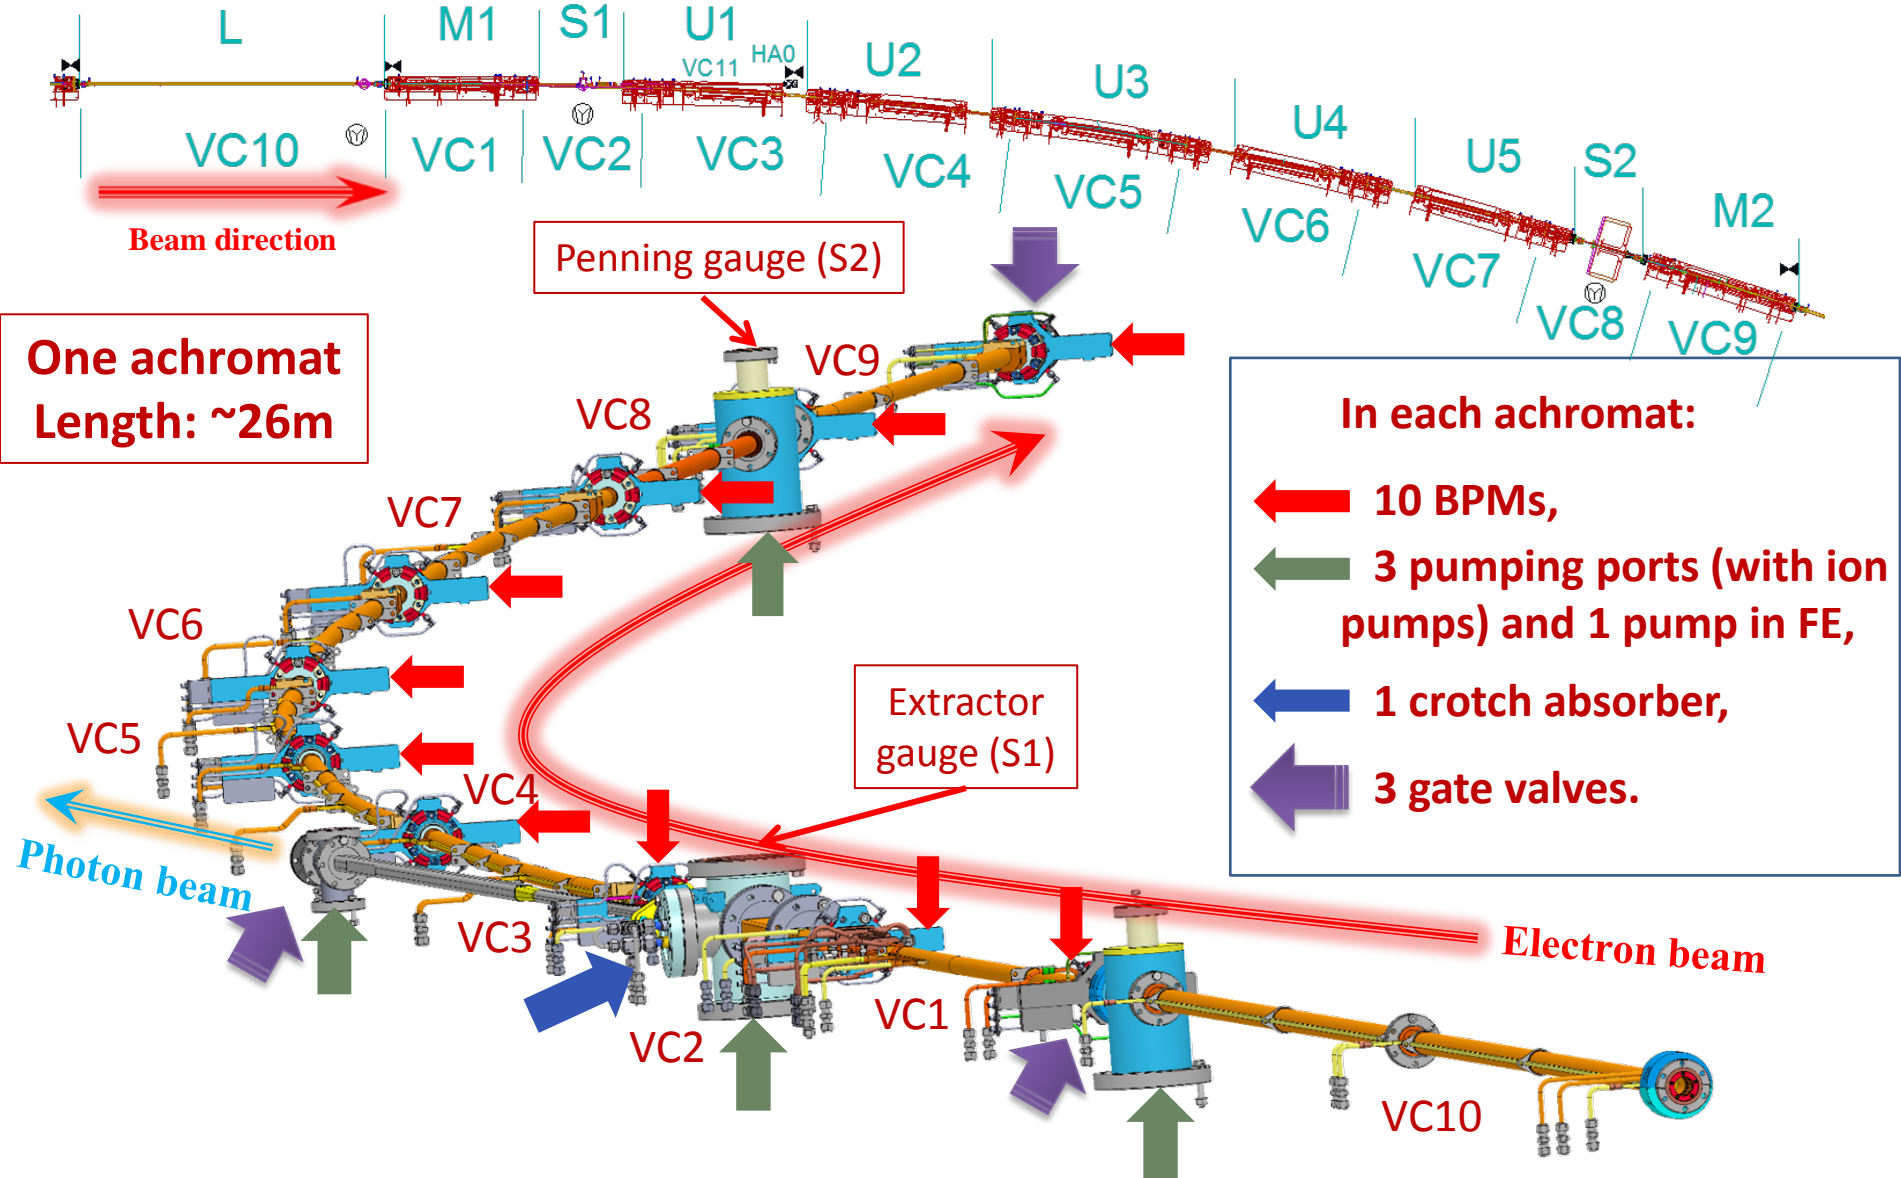 L
M1
S1
U1
VC11
HA0
U2
U3
U4
U5
S2
M2
VC10
VC1
VC2
VC3
VC4
VC5
VC6
VC7
VC8
VC9
Beam direction
Penning gauge (S2)
One achromat
Length: ~26m
VC9
VC8
VC7
VC6
VC5
VC4
VC3
VC2
VC1
VC10
Extractor
gauge (S1)
Photon beam
Electron beam
In each achromat:
10 BPMs,
3 pumping ports (with ion
pumps) and 1 pump in FE,
1 crotch absorber,
3 gate valves.